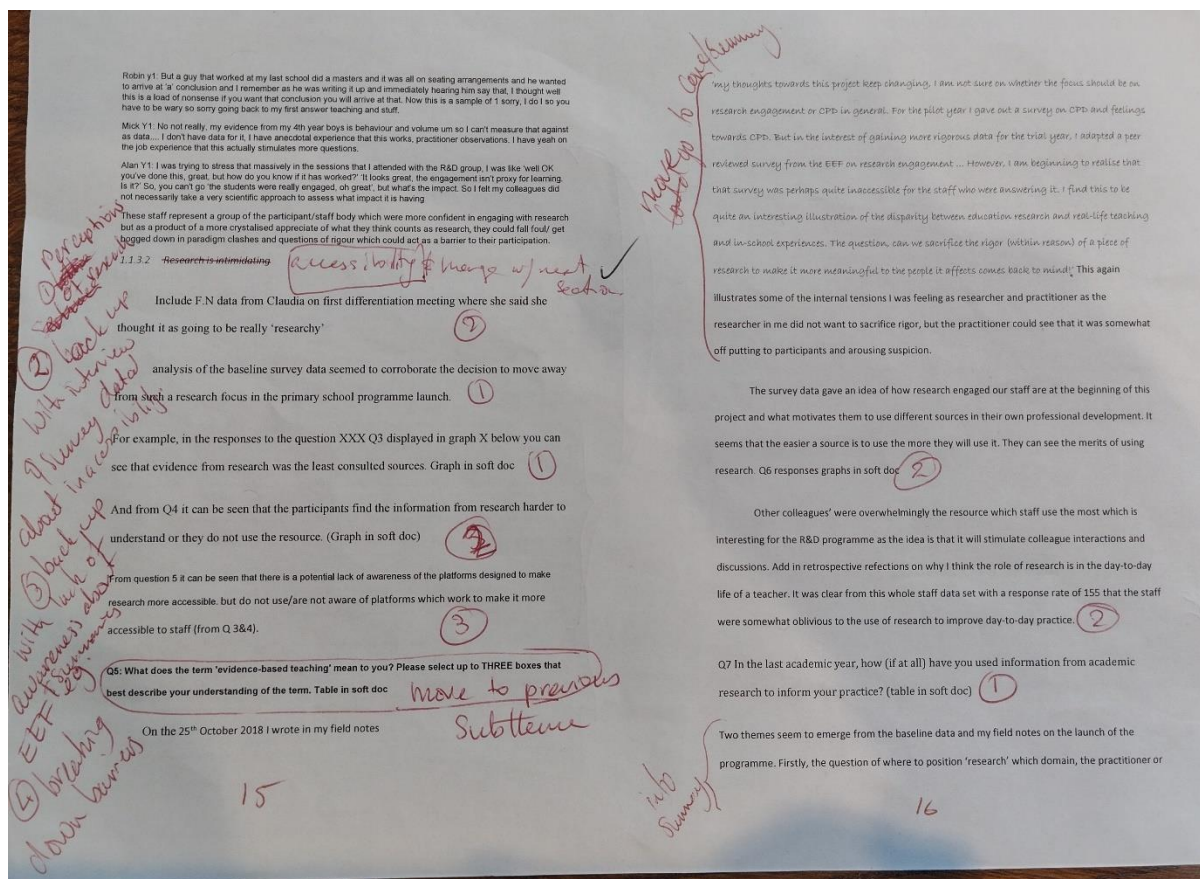 Robin y1: But a guy that worked at my last school did a masters and it was all on seating arrangements and he wanted
to arrive at 'a' conclusion and I remember as he was writing it up and immediately hearing him say that, I thought well
this is a load of nonsense if you want that conclusion you will arrive at that. Now this is a sample of 1 sorry, I do I so you
have to be wary so sorry going back to my first answer teaching and stuff.
Mick Y1: No not really, my evidence from my 4th year boys is behaviour and volume um so I can't measure that against
as data.... I don't have data for it, I have anecdotal experience that this works, practitioner observations. I have yeah on
the job experience that this actually stimulates more questions.
Alan Y1: I was trying to stress that massively in the sessions that I attended with the R&D group, I was like 'well OK
you've done this, great, but how do you know if it has worked?' 'It looks great, the engagement isn't proxy for learning.
Is it?' So, you can't go 'the students were really engaged, oh great', but what's the impact. So I felt my colleagues did
not necessarily take a very scientific approach to assess what impact it is having
These staff represent a group of the participant/staff body which were more confident in engaging with research
but as a product of a more crystalised appreciate of what they think counts as research, they could fall foul/ get
bogged down in paradigm clashes and questions of rigour which could act as a barrier to their participation.
1.1.3.2 Research is intimidating accessibility & merge w/ next
section
Include F.N data from Claudia on first differentiation meeting where she said she
thought it as going to be really 'researchy' 2
analysis of the baseline survey data seemed to corroborate the decision to move away
from such a research focus in the primary school programme launch. 1
For example, in the responses to the question XXX Q3 displayed in graph X below you can
see that evidence from research was the least consulted sources. Graph in soft doc 1
And from Q4 it can be seen that the participants find the information from research harder to
understand or they do not use the resource. (Graph in soft doc) 2
From question 5 it can be seen that there is a potential lack of awareness of the platforms designed to make
research more accessible. but do not use/are not aware of platforms which work to make it more
accessible to staff (from Q 3&4). 3
Q5: What does the term 'evidence-based teaching' mean to you? Please select up to THREE boxes that
best describe your understanding of the term. Table in soft doc move to previous
Subtheme
On the 25th October 2018 I wrote in my field notes
15
1 perception
of research
2 back up
with interview
& survey data
about inaccessiblity
3 back up
with lack of
awareness about
EEF summaries
eg
4 breaking
down barriers
move to conc/summary
'my thoughts towards this project keep changing, I am not sure on whether the focus should be on
research engagement or CPD in general. For the pilot year I gave out a survey on CPD and feelings
towards CPD. But in the interest of gaining more rigorous data for the trial year, I adapted a peer
reviewed survey from the EEF on research engagement ... However, I am beginning to realise that
that survey was perhaps quite inaccessible for the staff who were answering it. I find this to be
quite an interesting illustration of the disparity between education research and real-life teaching
and in-school experiences. The question, can we sacrifice the rigor (within reason) of a piece of
research to make it more meaningful to the people it affects comes back to mind!' This again
illustrates some of the internal tensions I was feeling as researcher and practitioner as the
researcher in me did not want to sacrifice rigor, but the practitioner could see that it was somewhat
off putting to participants and arousing suspicion.
The survey data gave an idea of how research engaged our staff are at the beginning of this
project and what motivates them to use different sources in their own professional development. It
seems that the easier a source is to use the more they will use it. They can see the merits of using
research. Q6 responses graphs in soft doc 2
Other colleagues' were overwhelmingly the resource which staff use the most which is
interesting for the R&D programme as the idea is that it will stimulate colleague interactions and
discussions. Add in retrospective refections on why I think the role of research is in the day-to-day
life of a teacher. It was clear from this whole staff data set with a response rate of 155 that the staff
were somewhat oblivious to the use of research to improve day-to-day practice. 2
Q7 In the last academic year, how (if at all) have you used information from academic
research to inform your practice? (table in soft doc) 1
Two themes seem to emerge from the baseline data and my field notes on the launch of the
programme. Firstly, the question of where to position 'research' which domain, the practitioner or
into
Summary
16